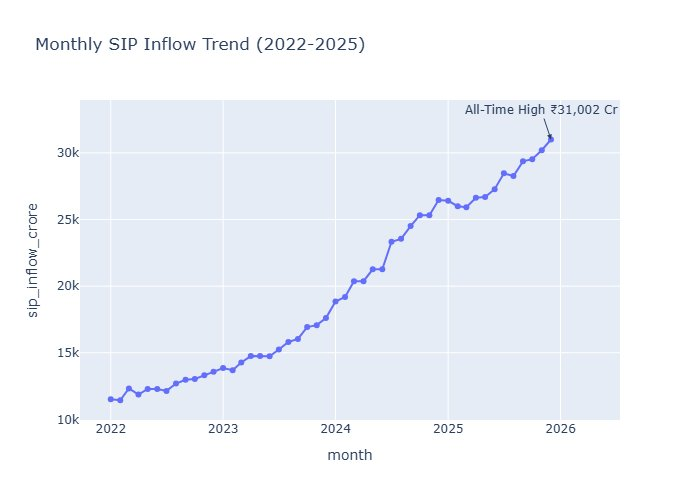 Monthly SIP Inflow Trend (2022-2025)
All-Time High ₹31,002 Cr
30k
25k
20k
15k
10k
sip_inflow_crore
2022 2023 2024 2025 2026
month